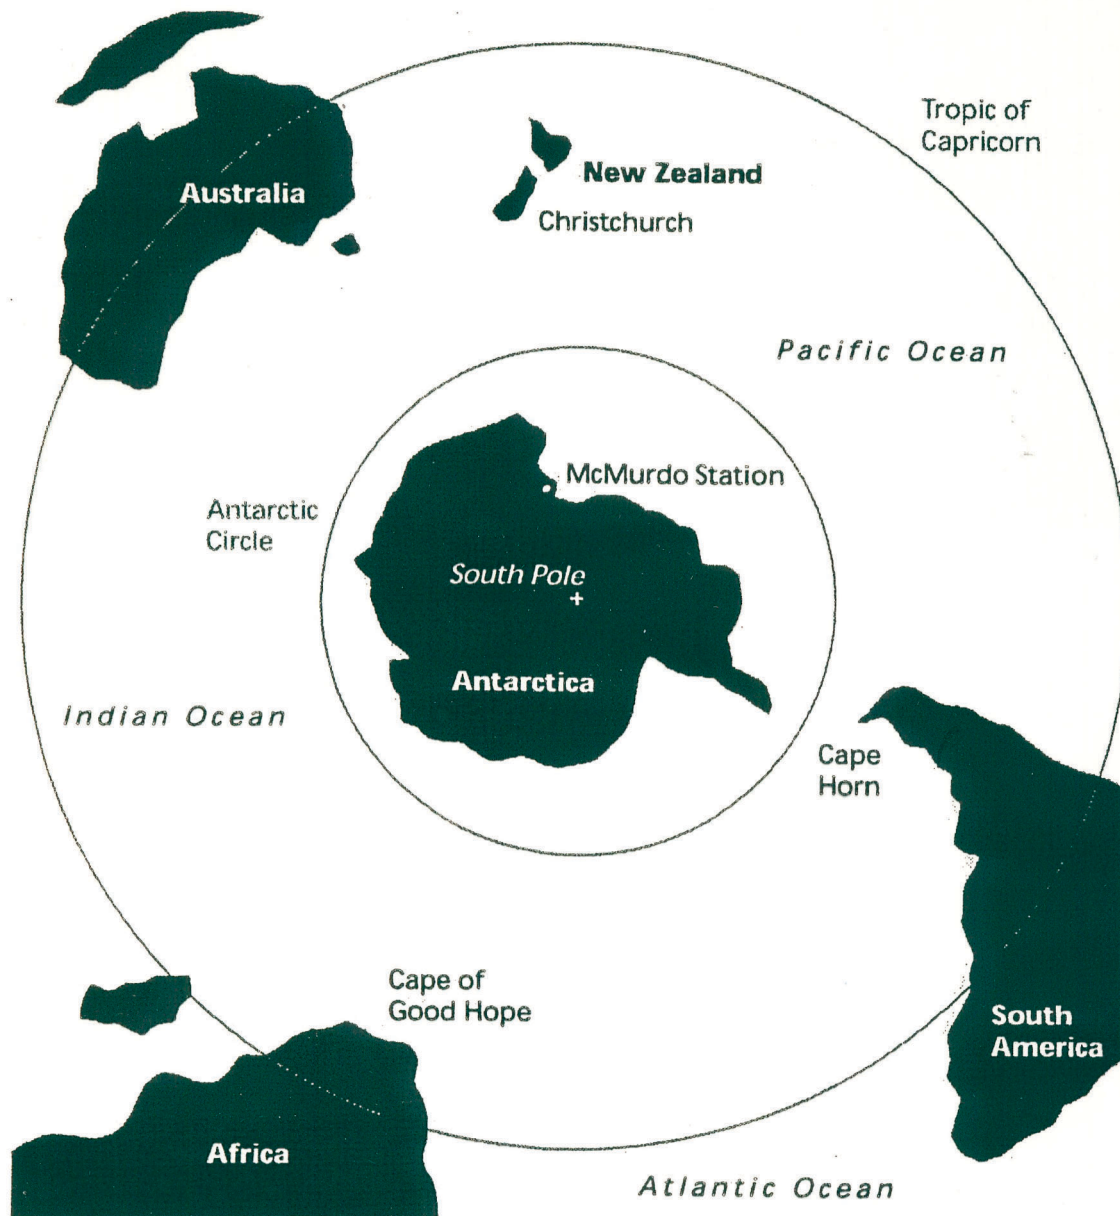 Tropic of
Capricorn
Australia
New Zealand
Christchurch
Pacific Ocean
McMurdo Station
Antarctic
Circle
South Pole
Antarctica
Indian Ocean
Cape
Horn
Cape of
Good Hope
South
America
Africa
Atlantic Ocean